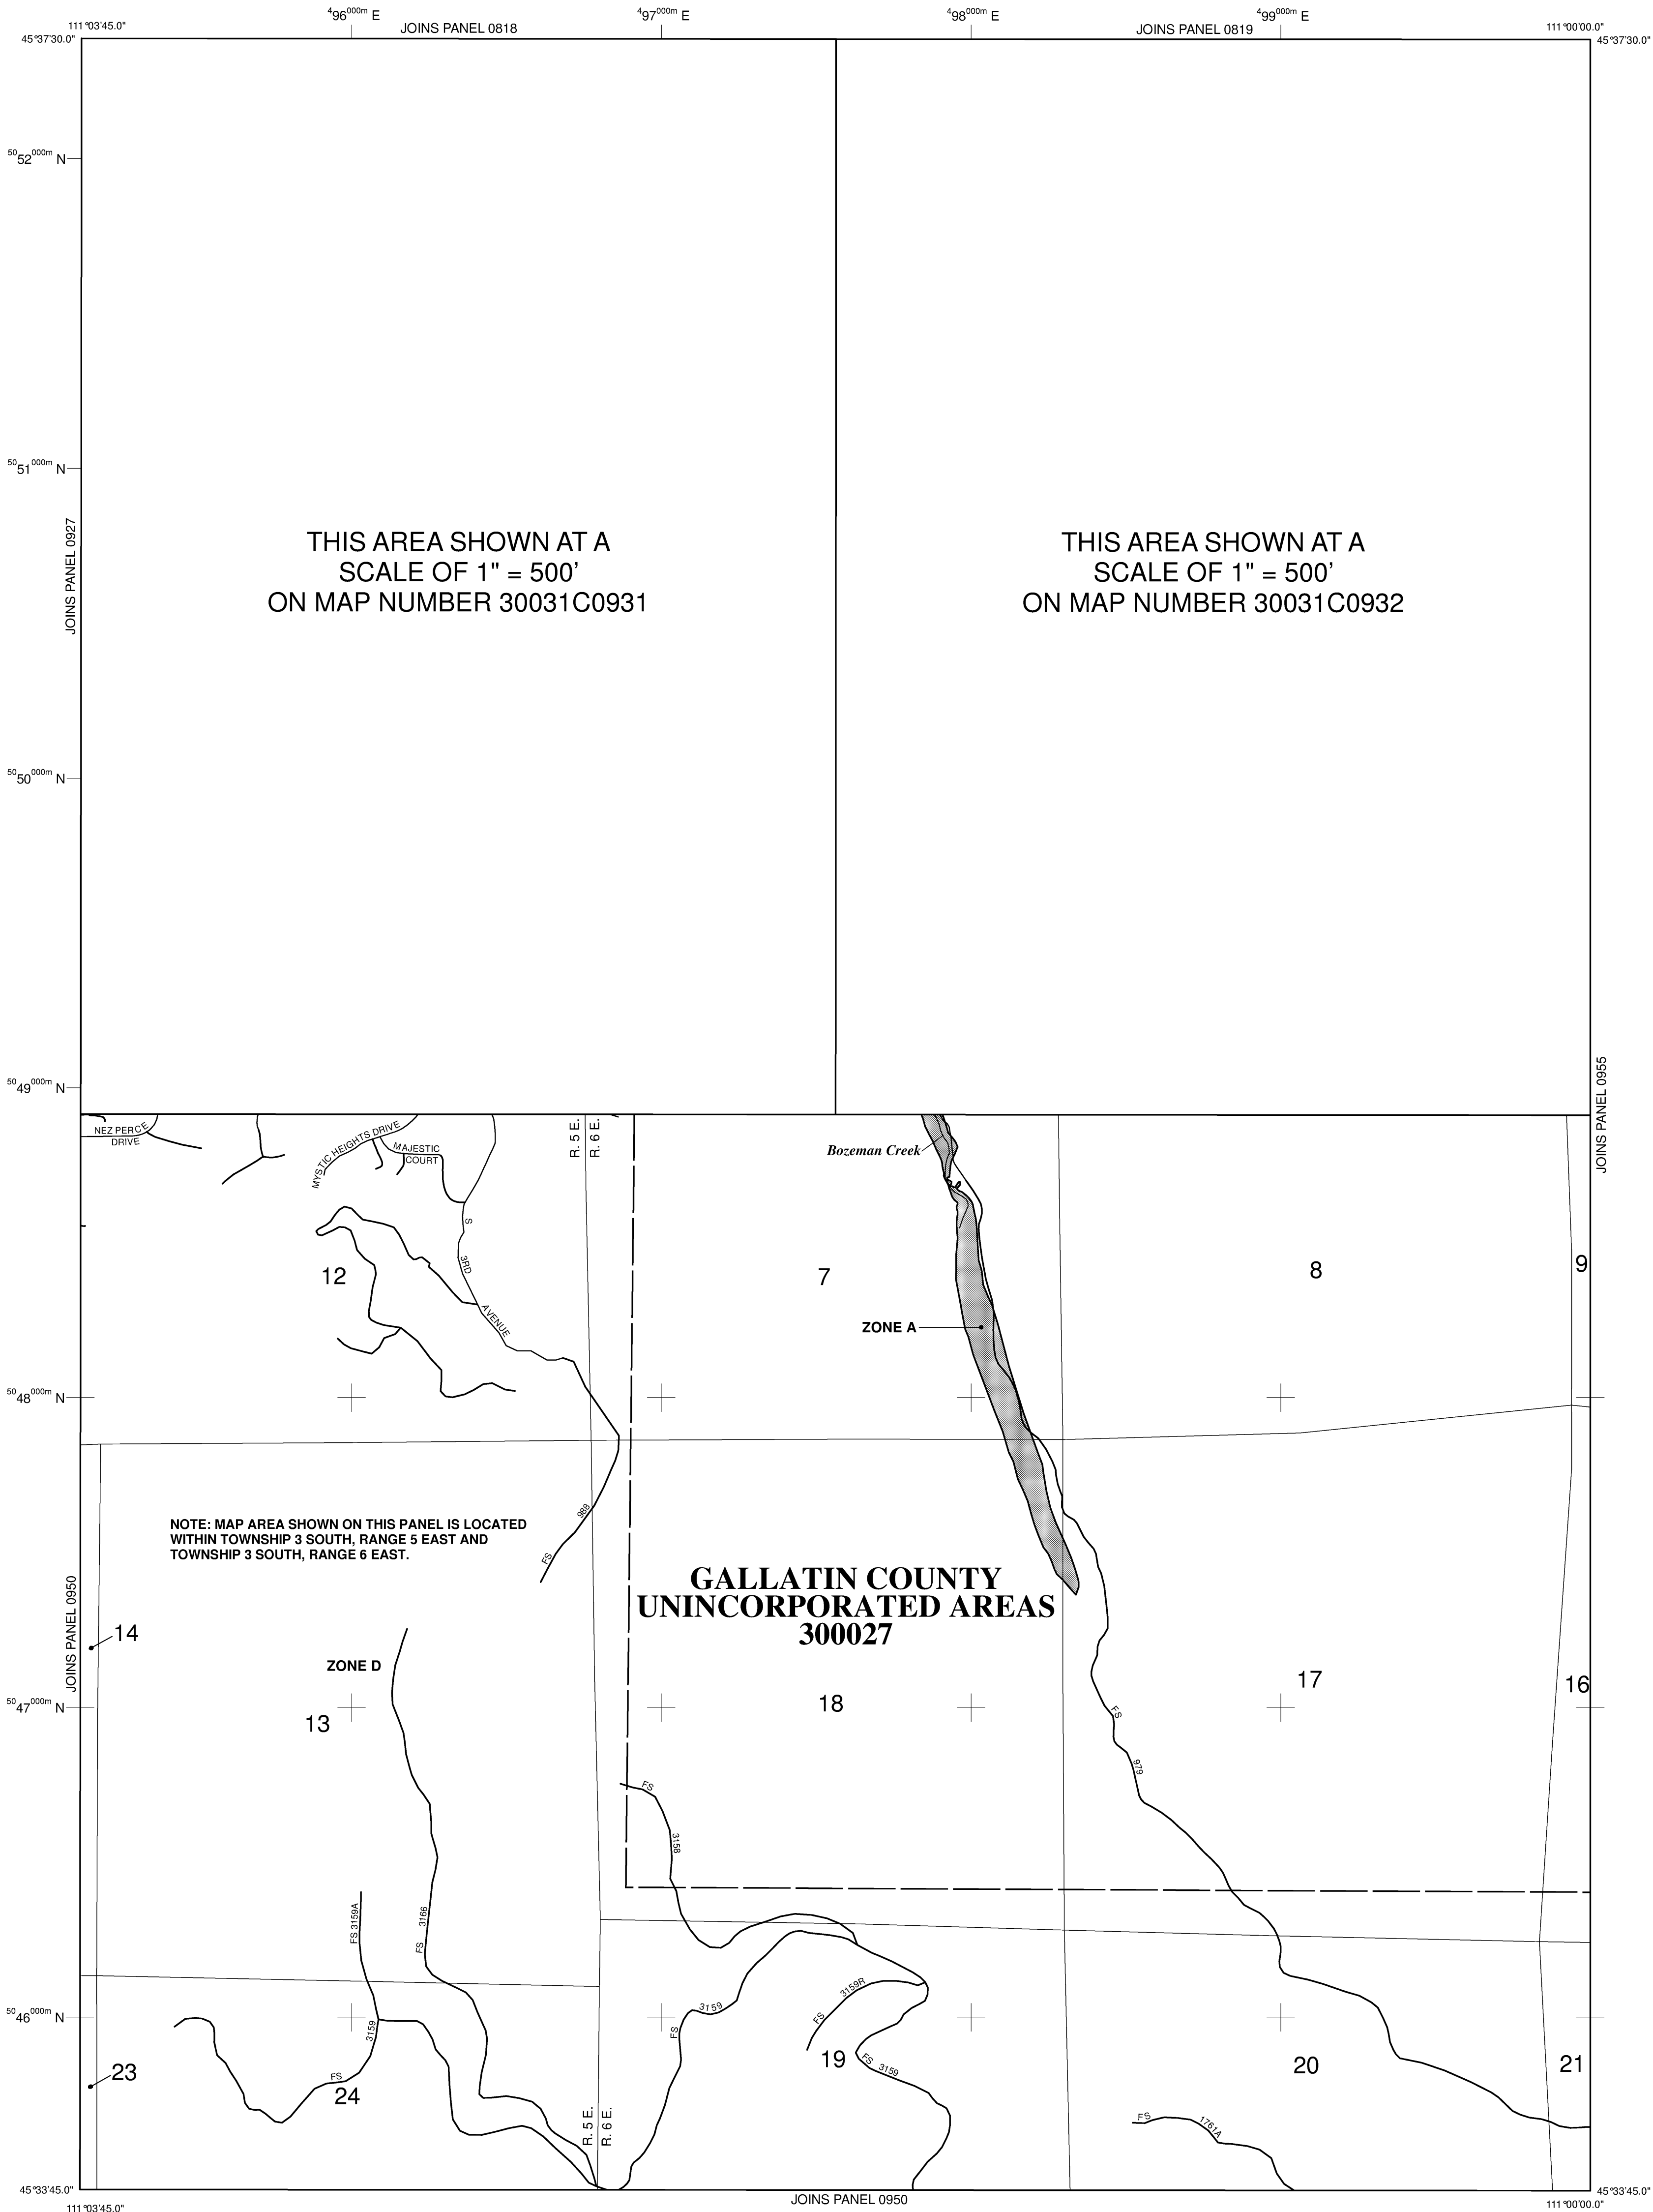 496000m E
497000m E
498000m E
499000m E
111°03'45.0"
JOINS PANEL 0818
JOINS PANEL 0819
111°00'00.0"
45°37'30.0"
45°37'30.0"
5052000m N
5051000m N
JOINS PANEL 0927
THIS AREA SHOWN AT A
SCALE OF 1" = 500'
ON MAP NUMBER 30031C0931
THIS AREA SHOWN AT A
SCALE OF 1" = 500'
ON MAP NUMBER 30031C0932
5050000m N
5049000m N
JOINS PANEL 0955
NEZ PERCE
DRIVE
MYSTIC HEIGHTS DRIVE
MAJESTIC
COURT
R. 5 E.
R. 6 E.
Bozeman Creek
S
3RD
AVENUE
12
7
8
9
ZONE A
5048000m N
FS 988
NOTE: MAP AREA SHOWN ON THIS PANEL IS LOCATED
WITHIN TOWNSHIP 3 SOUTH, RANGE 5 EAST AND
TOWNSHIP 3 SOUTH, RANGE 6 EAST.
GALLATIN COUNTY
UNINCORPORATED AREAS
300027
JOINS PANEL 0950
14
ZONE D
13
18
17
16
5047000m N
FS
979
FS
3158
FS 3159A
FS 3166
5046000m N
3159
FS
FS
3159
FS 3159R
FS 3159
23
24
19
20
21
R. 5 E.
R. 6 E.
FS
1761A
45°33'45.0"
45°33'45.0"
111°03'45.0"
JOINS PANEL 0950
111°00'00.0"